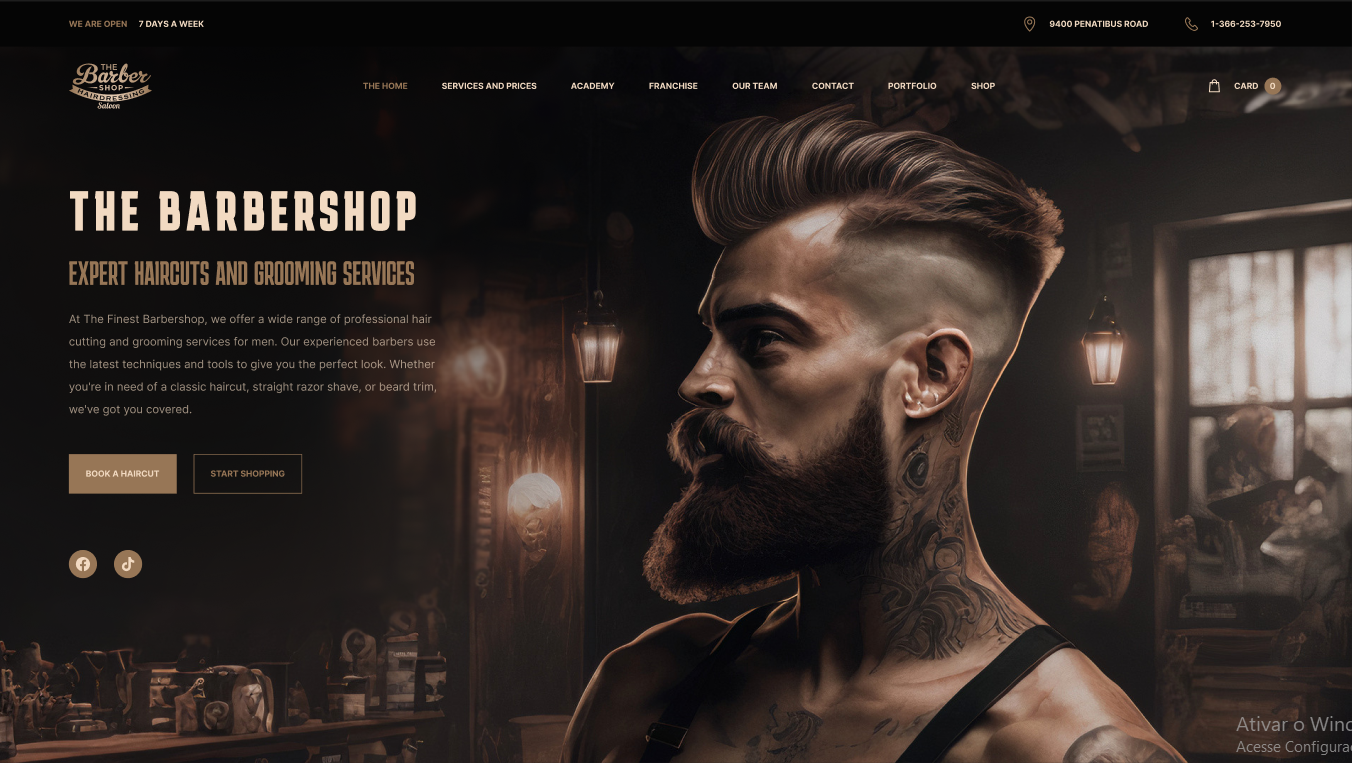 WE ARE OPEN 7 DAYS A WEEK
9400 PENATIBUS ROAD
1-366-253-7950
THE
Barber
SHOP
HAIRDRESSING
Saloon
THE HOME SERVICES AND PRICES ACADEMY FRANCHISE OUR TEAM CONTACT PORTFOLIO SHOP
CARD 0
THE BARBERSHOP
EXPERT HAIRCUTS AND GROOMING SERVICES
At The Finest Barbershop, we offer a wide range of professional hair
cutting and grooming services for men. Our experienced barbers use
the latest techniques and tools to give you the perfect look. Whether
you're in need of a classic haircut, straight razor shave, or beard trim,
we've got you covered.
BOOK A HAIRCUT START SHOPPING
Ativar o Winc
Acesse Configura